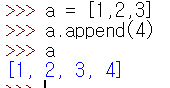 >>> a = [1,2,3]
>>> a.append(4)
>>> a
[1, 2, 3, 4]
>>>